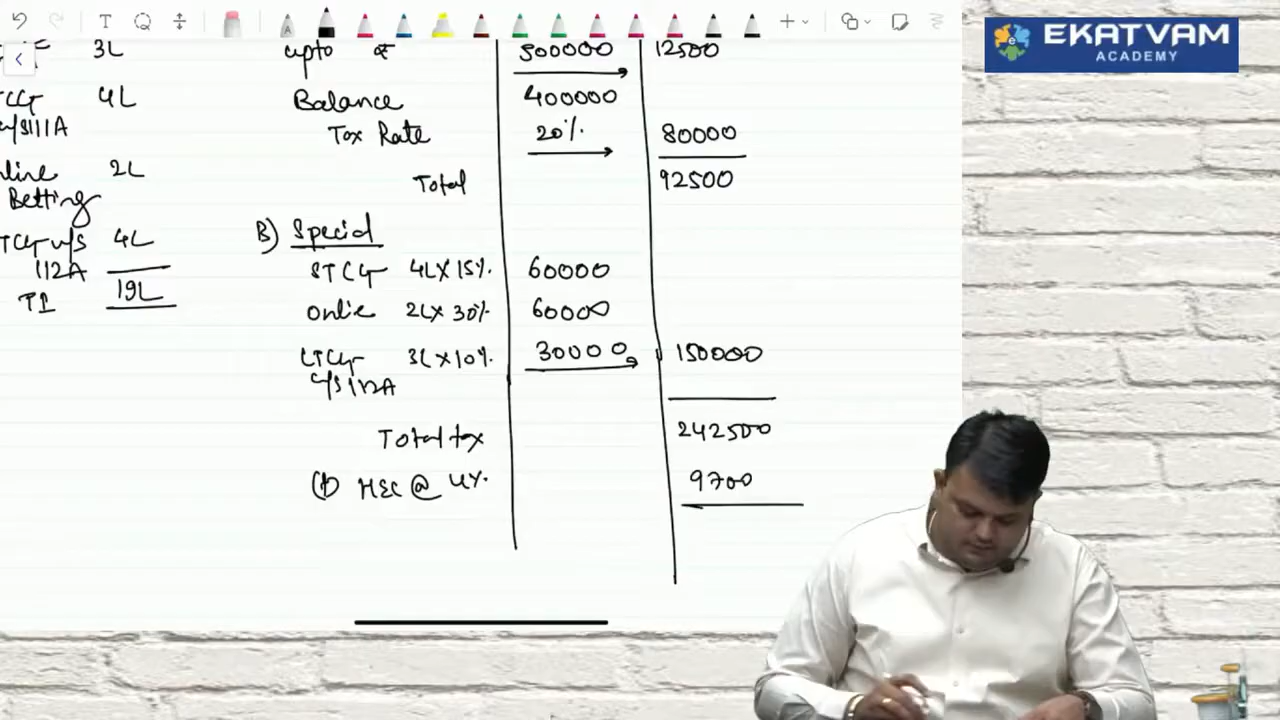 EKATVAM
ACADEMY
3L
4L
u/s 111A
2L
Betting
4L
112A
TI 19L
upto of 500000 12500
Balance 400000
Tax Rate 20% 80000
Total 92500
B) Special
STCG 4L X 15% 60000
Online 2L X 30% 60000
LTCG 3L X 10% 30000 150000
u/s 112A
Total tax 242500
(+) HEC @ 4% 9700